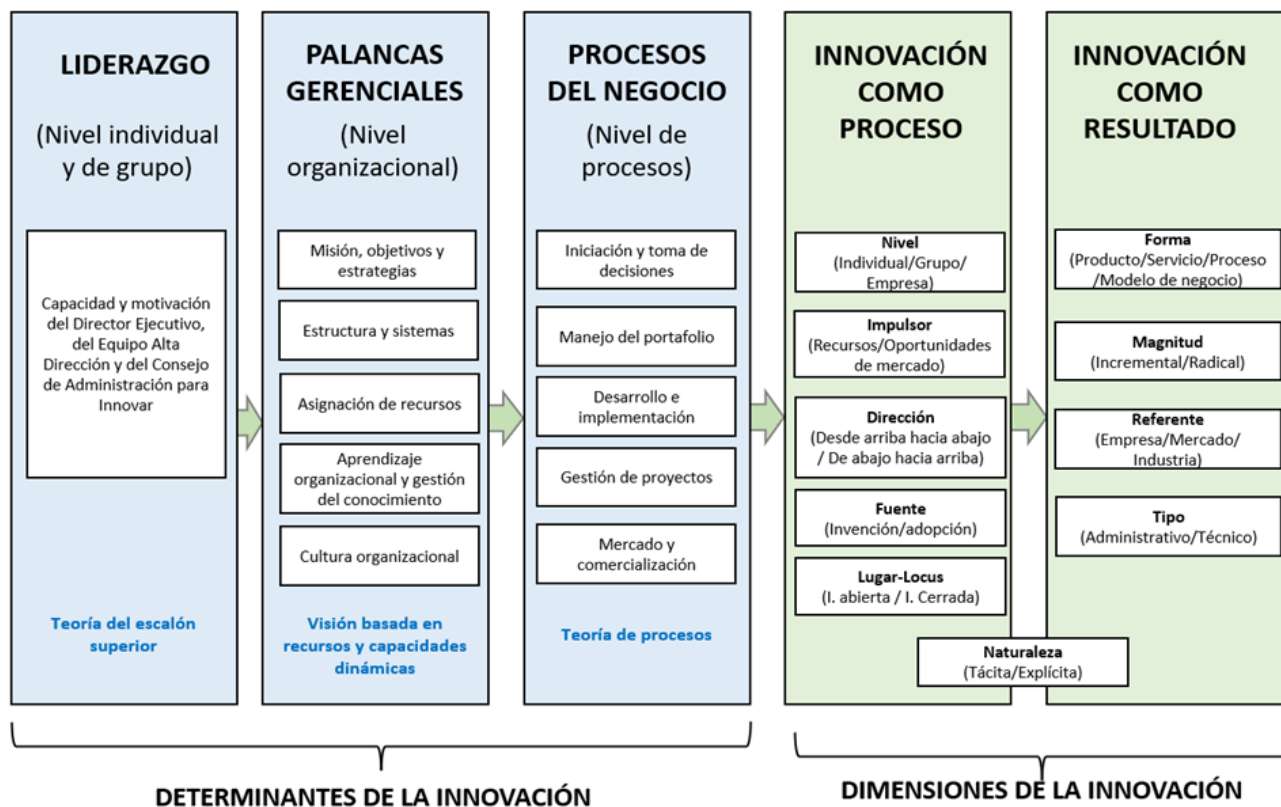 LIDERAZGO
(Nivel individual
y de grupo)
Capacidad y motivación
del Director Ejecutivo,
del Equipo Alta
Dirección y del Consejo
de Administración para
Innovar
Teoría del escalón
superior
PALANCAS
GERENCIALES
(Nivel
organizacional)
Misión, objetivos y
estrategias
Estructura y sistemas
Asignación de recursos
Aprendizaje
organizacional y gestión
del conocimiento
Cultura organizacional
Visión basada en
recursos y capacidades
dinámicas
PROCESOS
DEL NEGOCIO
(Nivel de
procesos)
Iniciación y toma de
decisiones
Manejo del portafolio
Desarrollo e
implementación
Gestión de proyectos
Mercado y
comercialización
Teoría de procesos
INNOVACIÓN
COMO
PROCESO
Nivel
(Individual/Grupo/
Empresa)
Impulsor
(Recursos/Oportunidades
de mercado)
Dirección
(Desde arriba hacia abajo
/ De abajo hacia arriba)
Fuente
(Invención/adopción)
Lugar-Locus
(I. abierta / I. Cerrada)
INNOVACIÓN
COMO
RESULTADO
Forma
(Producto/Servicio/Proceso
/Modelo de negocio)
Magnitud
(Incremental/Radical)
Referente
(Empresa/Mercado/
Industria)
Tipo
(Administrativo/Técnico)
Naturaleza
(Tácita/Explícita)
DETERMINANTES DE LA INNOVACIÓN
DIMENSIONES DE LA INNOVACIÓN